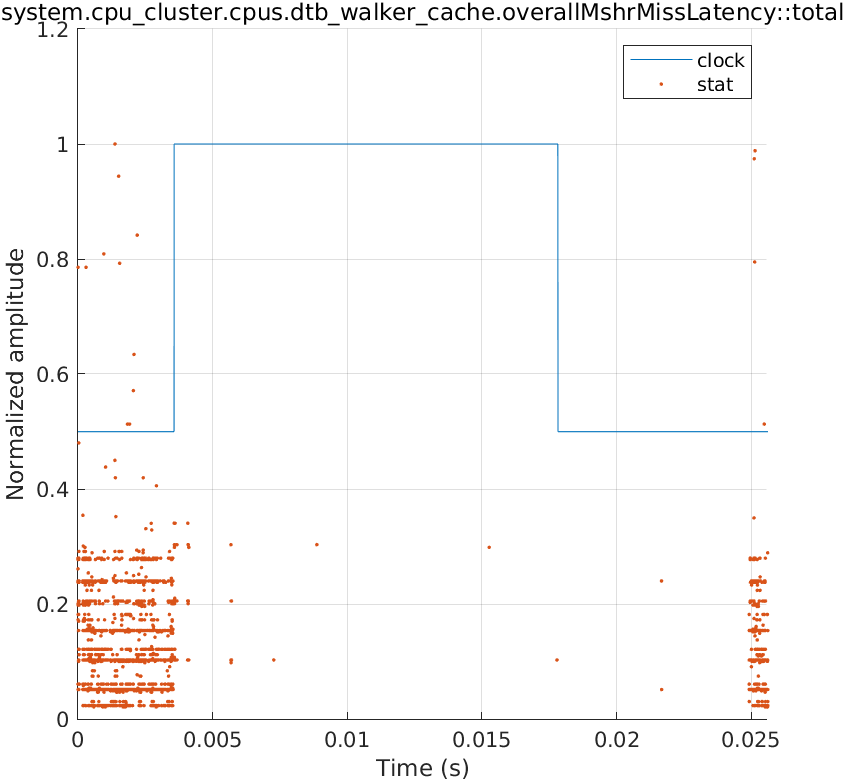 system.cpu_cluster.cpus.dtb_walker_cache.overallMshrMissLatency::total
1.2
1
0.8
0.6
0.4
0.2
0
Normalized amplitude
clock
stat
0
0.005
0.01
0.015
0.02
0.025
Time (s)